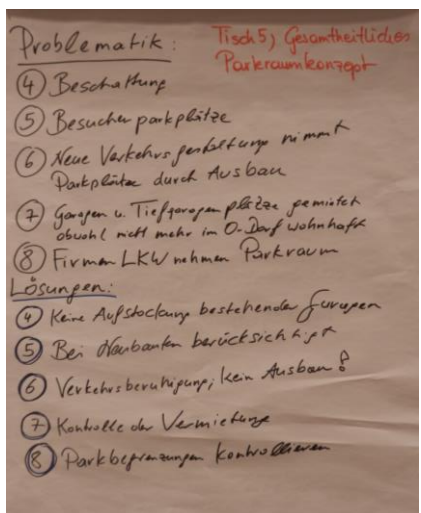 Problematik:
Tisch 5, Gesamtheitliches
Parkraumkonzept
④ Beschattung
⑤ Besucherparkplätze
⑥ Neue Verkehrsgestaltung nimmt
Parkplätze durch Ausbau
⑦ Garagen u. Tiefgaragenplätze gemietet
obwohl nicht mehr im O-Dorf wohnhaft
⑧ Firmen LKW nehmen Parkraum
Lösungen:
④ Keine Aufstockung bestehender Garagen
⑤ Bei Neubauten berücksichtigt
⑥ Verkehrsberuhigung, kein Ausbau!
⑦ Kontrolle der Vermietung
⑧ Parkbegrenzungen kontrollieren